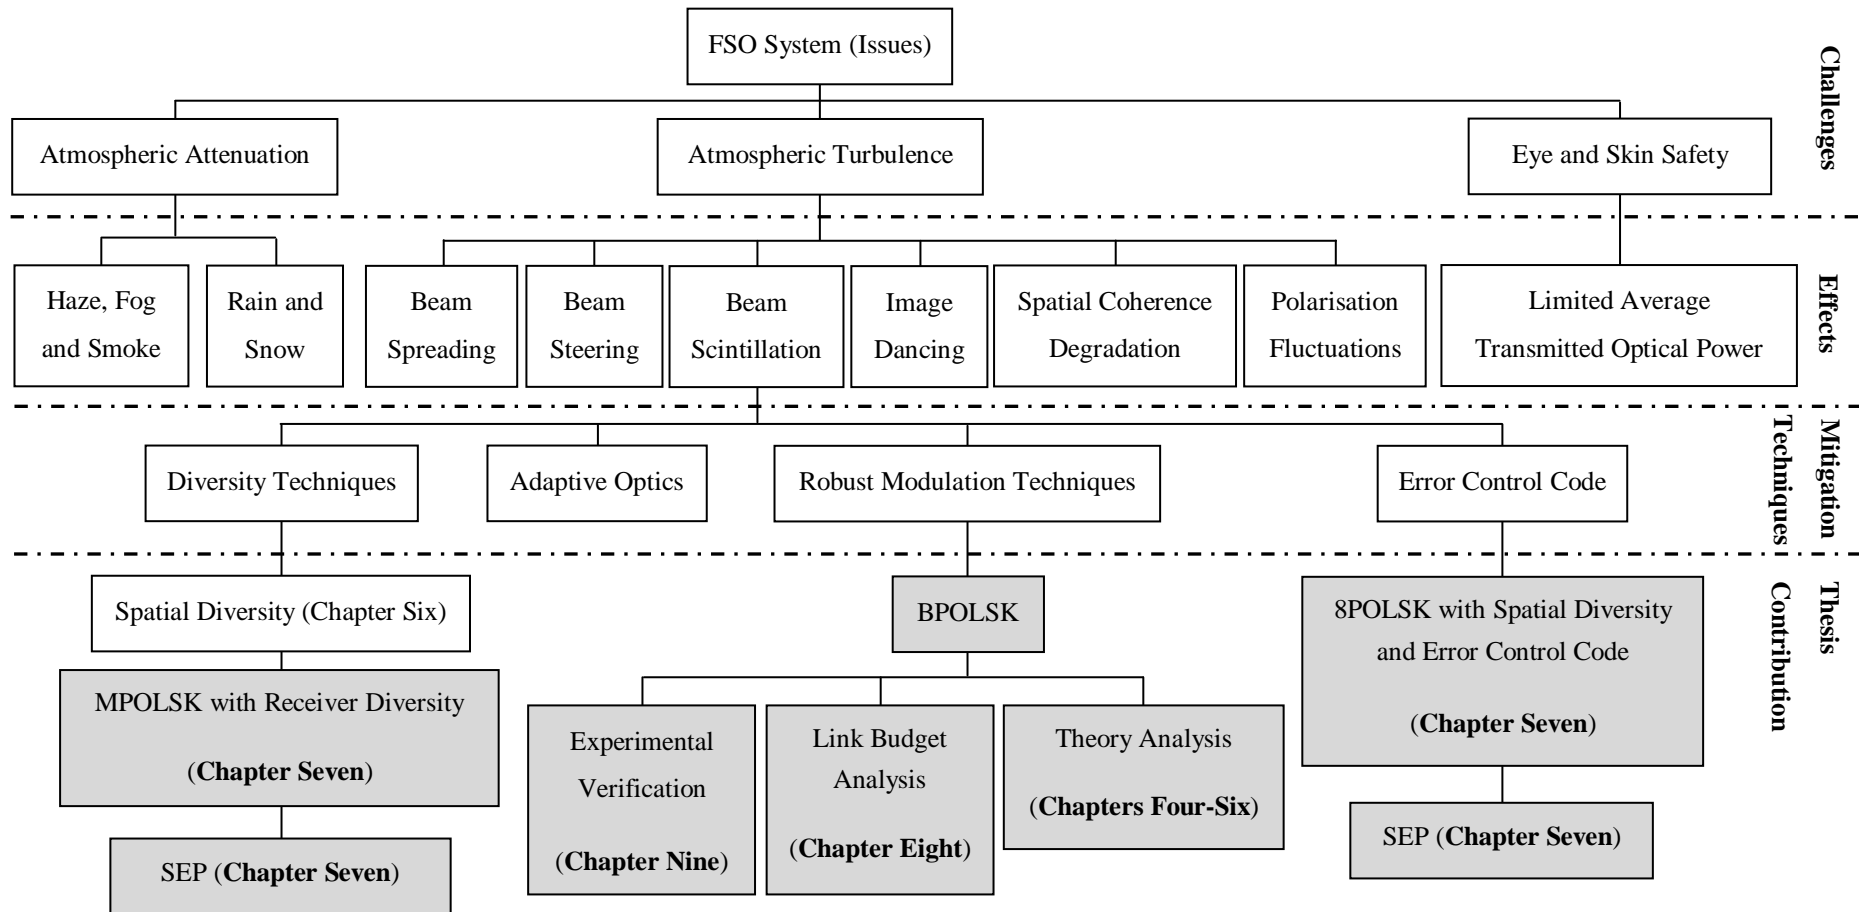 FSO System (Issues)
Challenges
Atmospheric Attenuation
Atmospheric Turbulence
Eye and Skin Safety
Effects
Haze, Fog
and Smoke
Rain and
Snow
Beam
Spreading
Beam
Steering
Beam
Scintillation
Image
Dancing
Spatial Coherence
Degradation
Polarisation
Fluctuations
Limited Average
Transmitted Optical Power
Mitigation
Techniques
Diversity Techniques
Adaptive Optics
Robust Modulation Techniques
Error Control Code
Thesis
Contribution
Spatial Diversity (Chapter Six)
MPOLSK with Receiver Diversity
(Chapter Seven)
SEP (Chapter Seven)
BPOLSK
Experimental
Verification
(Chapter Nine)
Link Budget
Analysis
(Chapter Eight)
Theory Analysis
(Chapters Four-Six)
8POLSK with Spatial Diversity
and Error Control Code
(Chapter Seven)
SEP (Chapter Seven)